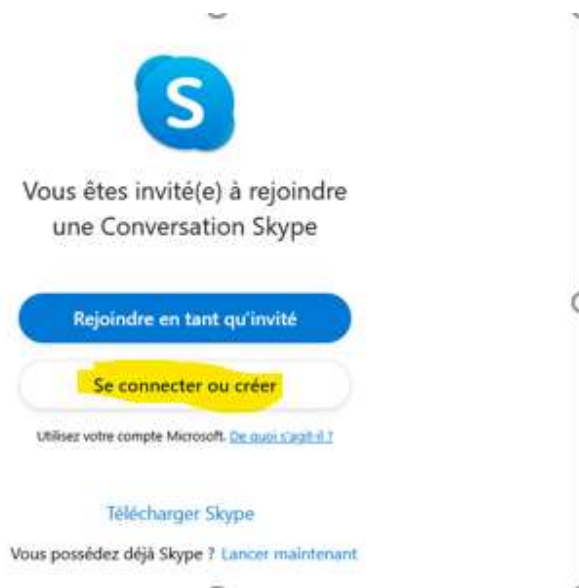 S
Vous êtes invité(e) à rejoindre
une Conversation Skype
Rejoindre en tant qu'invité
Se connecter ou créer
Utilisez votre compte Microsoft. De quoi s'agit-il ?
Télécharger Skype
Vous possédez déjà Skype ? Lancer maintenant